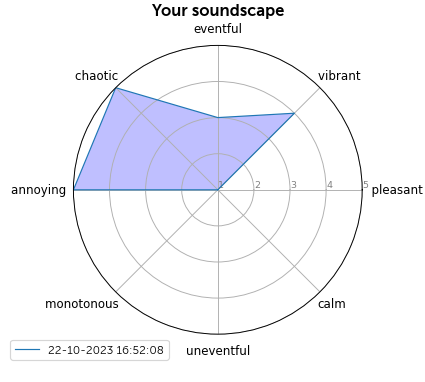 Your soundscape
eventful
chaotic
vibrant
annoying
1
2
3
4
5
pleasant
monotonous
calm
uneventful
22-10-2023 16:52:08